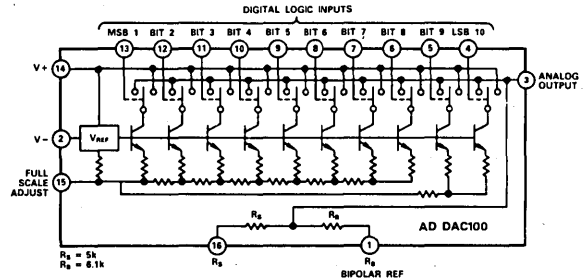 DIGITAL LOGIC INPUTS
MSB 1 BIT 2 BIT 3 BIT 4 BIT 5 BIT 6 BIT 7 BIT 8 BIT 9 LSB 10
13 12 11 10 9 8 7 6 5 4
V+ 14
3 ANALOG OUTPUT
V- 2
VREF
FULL SCALE ADJUST 15
AD DAC100
RS RB
RS = 5k
RB = 6.1k
16 1
RS RB
BIPOLAR REF